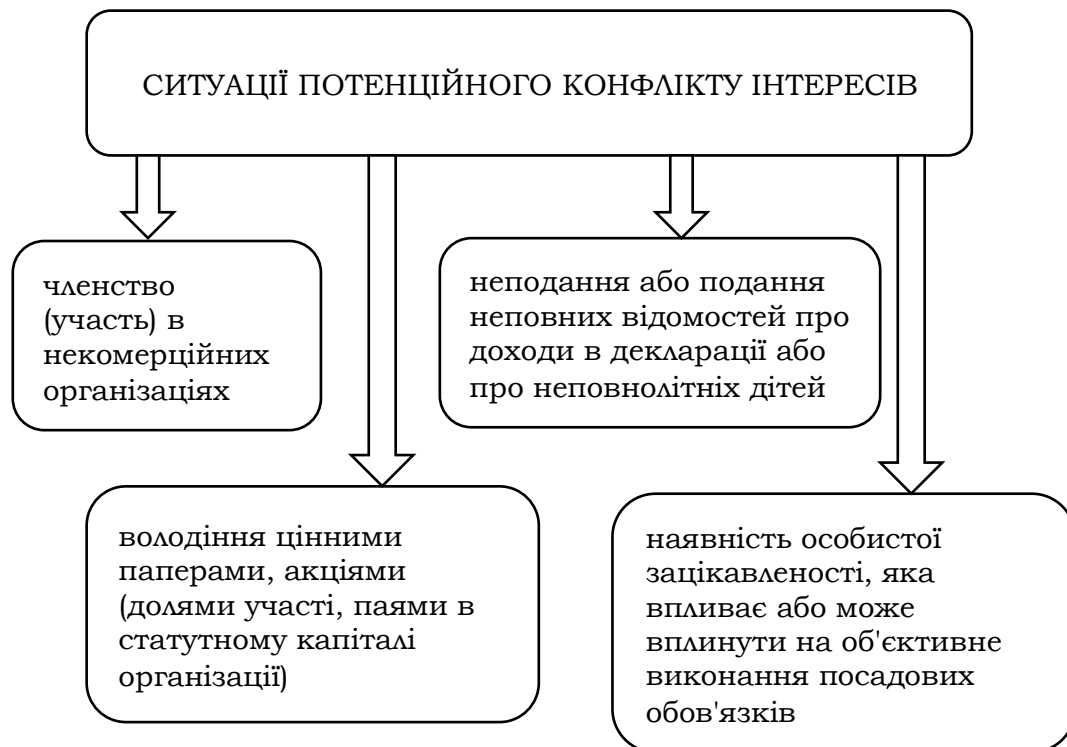 СИТУАЦІЇ ПОТЕНЦІЙНОГО КОНФЛІКТУ ІНТЕРЕСІВ
членство
(участь) в
некомерційних
організаціях
неподання або подання
неповних відомостей про
доходи в декларації або
про неповнолітніх дітей
володіння цінними
паперами, акціями
(долями участі, паями в
статутному капіталі
організації)
наявність особистої
зацікавленості, яка
впливає або може
вплинути на об'єктивне
виконання посадових
обов'язків